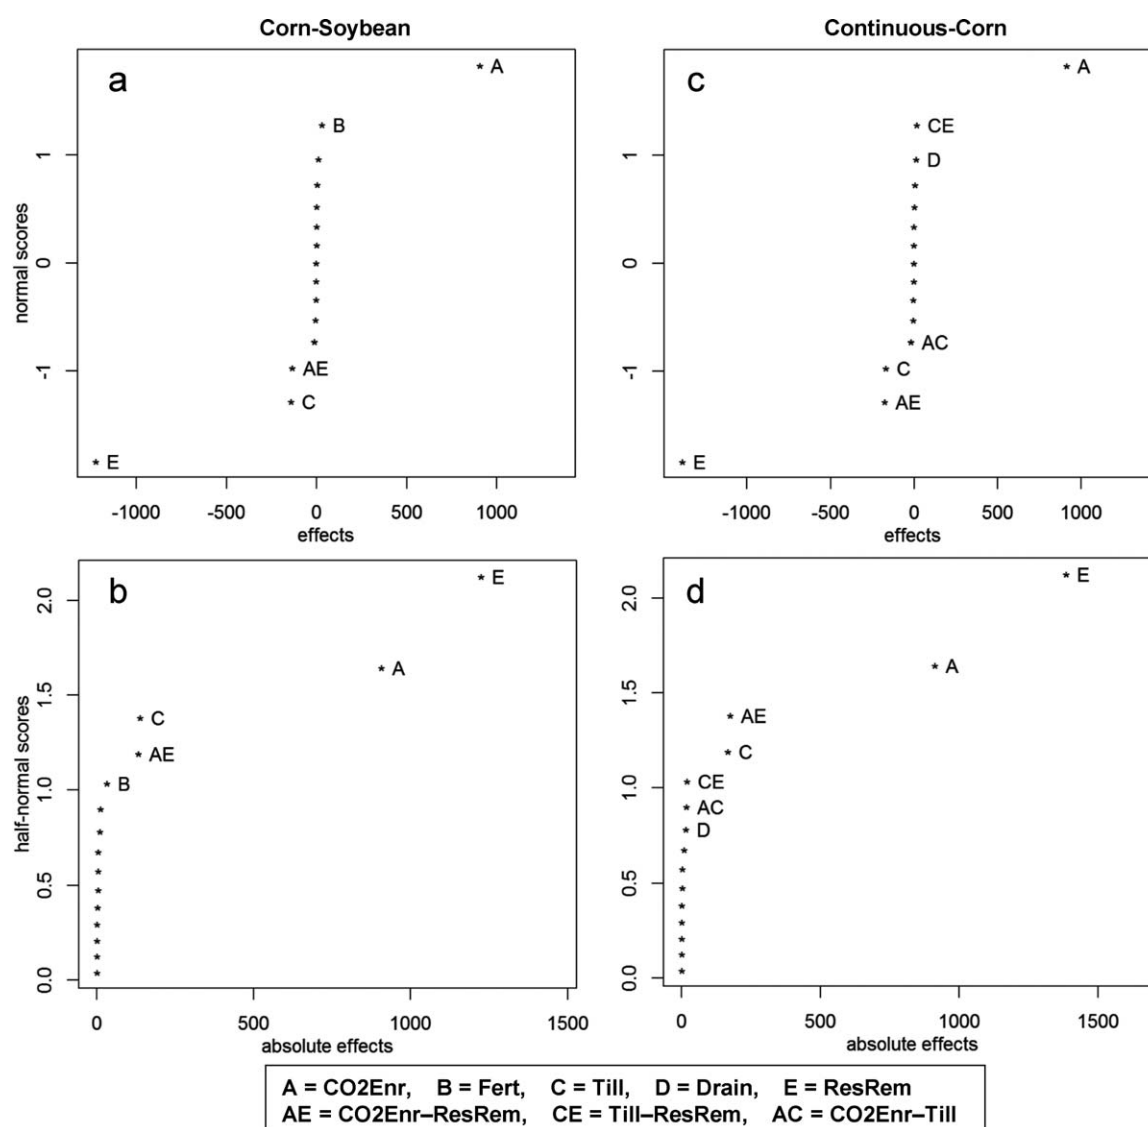 Corn-Soybean
Continuous-Corn
a
A
B
1
normal scores
0
-1
AE
C
E
-1000 -500 0 500 1000
effects
c
A
CE
D
1
0
AC
-1
C
AE
E
-1000 -500 0 500 1000
effects
b
E
2.0
A
half-normal scores
1.5
C
AE
B
1.0
0.5
0.0
0 500 1000 1500
absolute effects
d
E
2.0
A
1.5
AE
C
CE
1.0
AC
D
0.5
0.0
0 500 1000 1500
absolute effects
A = CO2Enr, B = Fert, C = Till, D = Drain, E = ResRem
AE = CO2Enr–ResRem, CE = Till–ResRem, AC = CO2Enr–Till